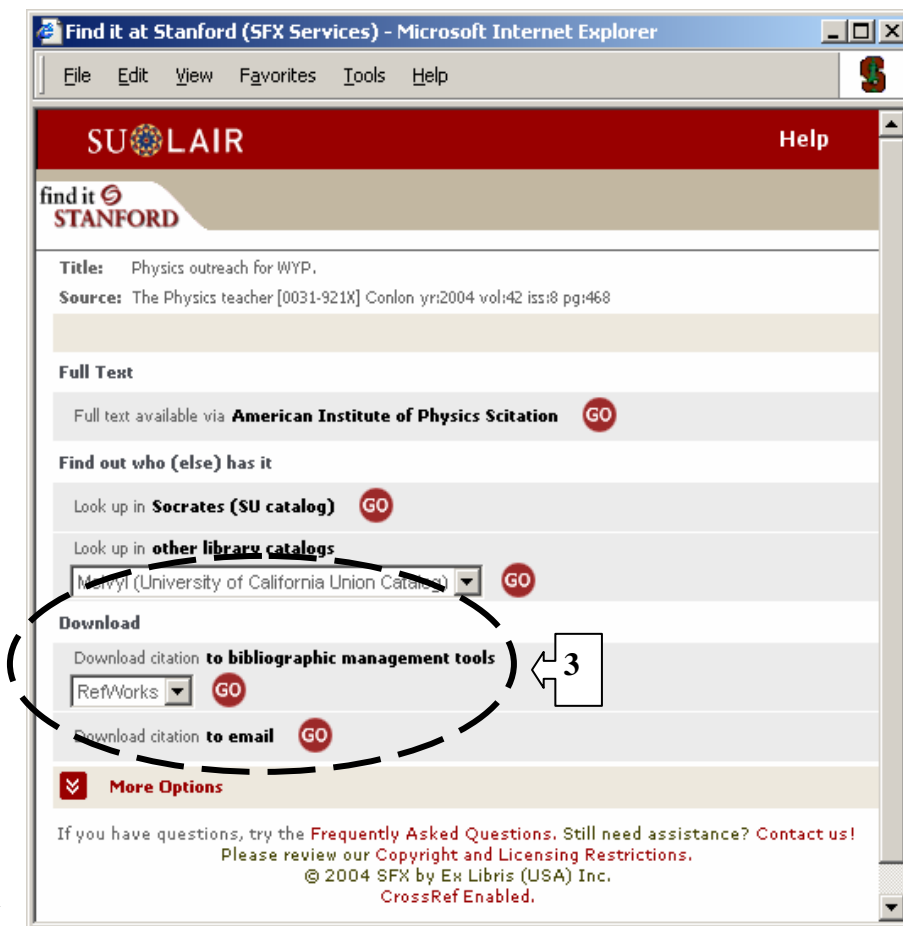 Find it at Stanford (SFX Services) - Microsoft Internet Explorer
File Edit View Favorites Tools Help
SU LAIR Help
find it
STANFORD
Title: Physics outreach for WYP.
Source: The Physics teacher [0031-921X] Conlon yr:2004 vol:42 iss:8 pg:468
Full Text
Full text available via American Institute of Physics Scitation GO
Find out who (else) has it
Look up in Socrates (SU catalog) GO
Look up in other library catalogs
Melvyl (University of California Union Catalog) GO
Download
Download citation to bibliographic management tools
3
RefWorks GO
Download citation to email GO
More Options
If you have questions, try the Frequently Asked Questions. Still need assistance? Contact us!
Please review our Copyright and Licensing Restrictions.
© 2004 SFX by Ex Libris (USA) Inc.
CrossRef Enabled.